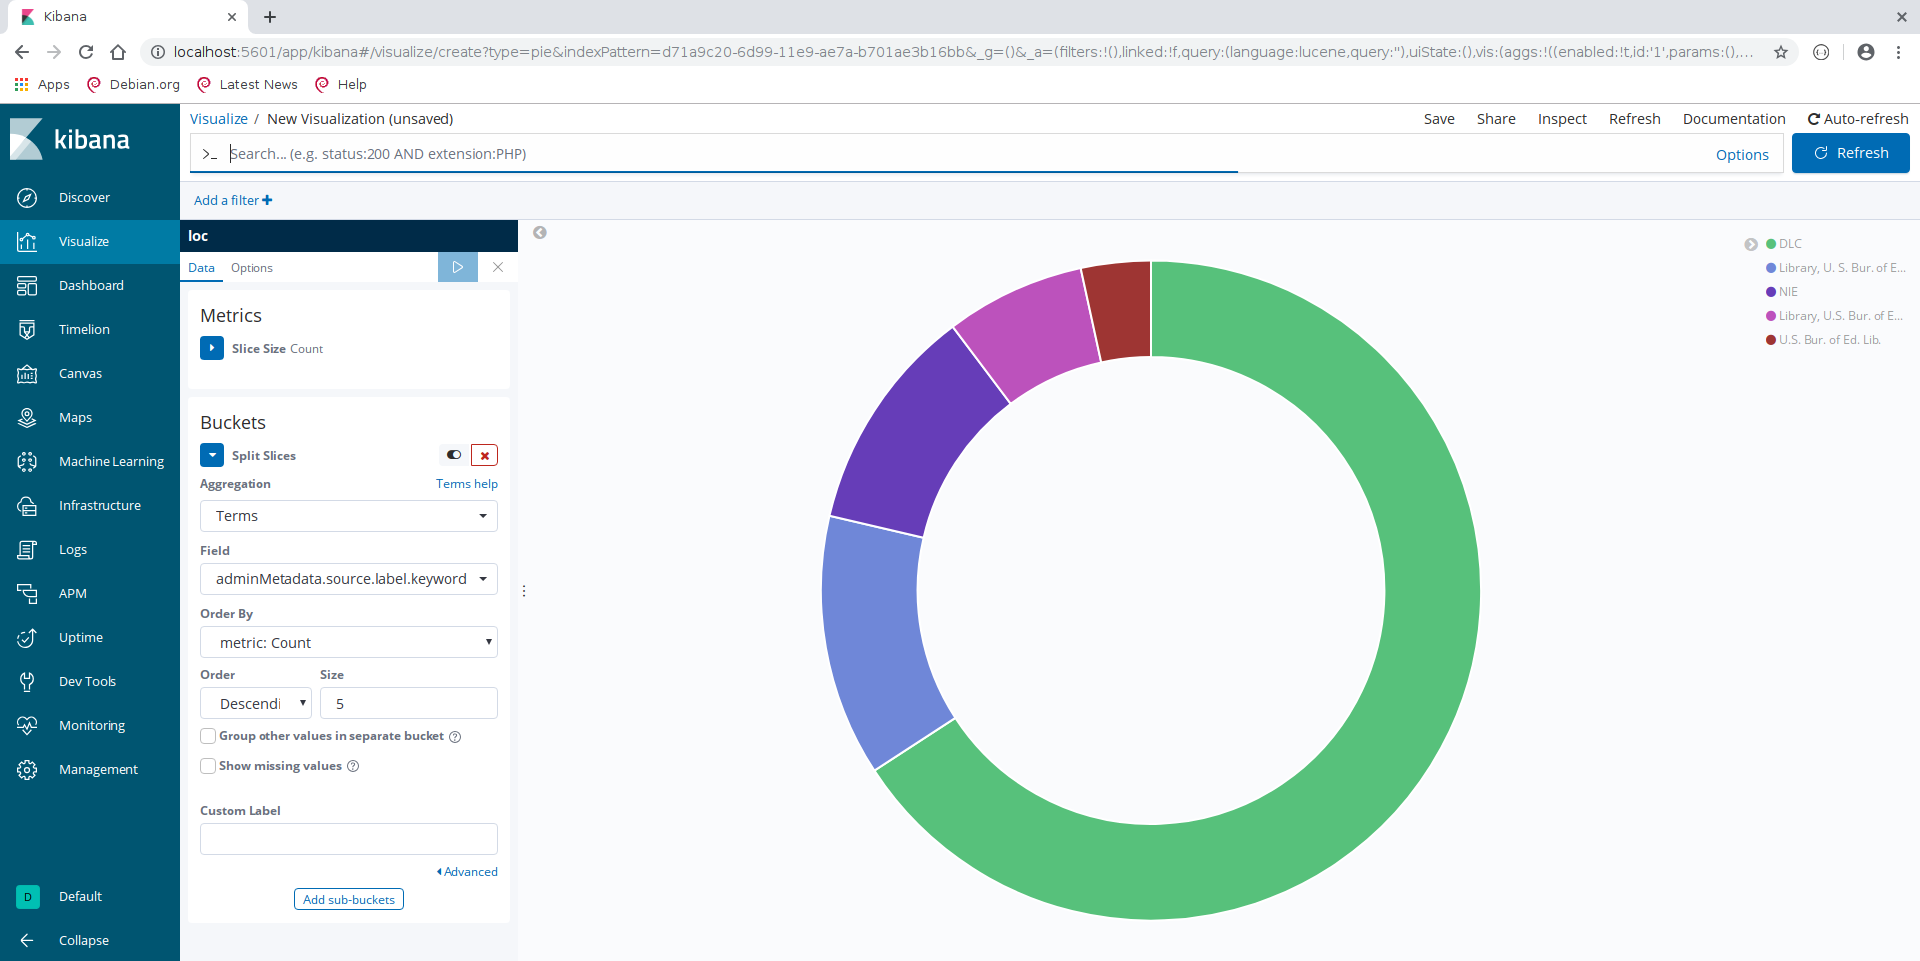 Kibana
localhost:5601/app/kibana#/visualize/create?type=pie&indexPattern=d71a9c20-6d99-11e9-ae7a-b701ae3b16bb&_g=()&_a=(filters:!(),linked:!f,query:(language:lucene,query:''),uiState:(),vis:(aggs:!((enabled:!t,id:'1',params:(),...
Apps Debian.org Latest News Help
kibana
Discover
Visualize
Dashboard
Timelion
Canvas
Maps
Machine Learning
Infrastructure
Logs
APM
Uptime
Dev Tools
Monitoring
Management
D Default
Collapse
Visualize / New Visualization (unsaved)
Save Share Inspect Refresh Documentation Auto-refresh
>_ Search... (e.g. status:200 AND extension:PHP) Options Refresh
Add a filter
loc
Data Options
Metrics
Slice Size Count
Buckets
Split Slices
Aggregation Terms help
Terms
Field
adminMetadata.source.label.keyword
Order By
metric: Count
Order Size
Descendi 5
Group other values in separate bucket
Show missing values
Custom Label
Advanced
Add sub-buckets
DLC
Library, U. S. Bur. of E...
NIE
Library, U.S. Bur. of E...
U.S. Bur. of Ed. Lib.